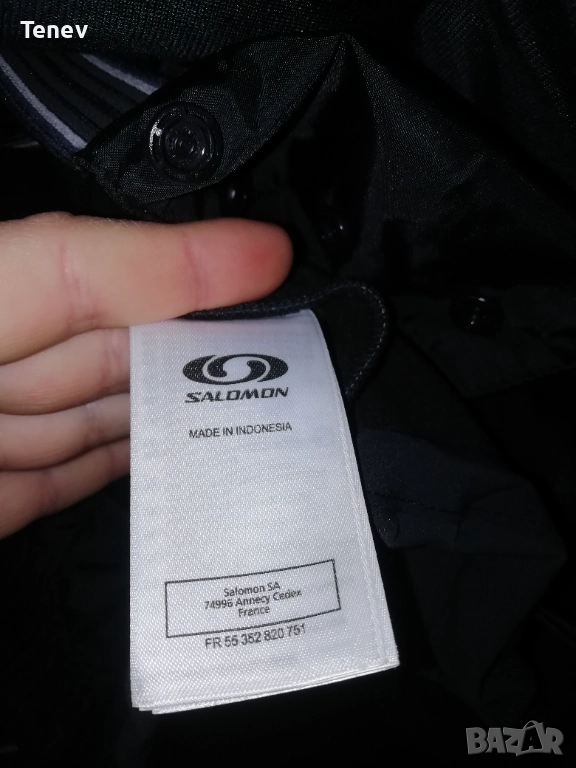 Tenev
SALOMON
MADE IN INDONESIA
Salomon SA
74996 Annecy Cedex
France
FR 55 352 820 751
BAZAR